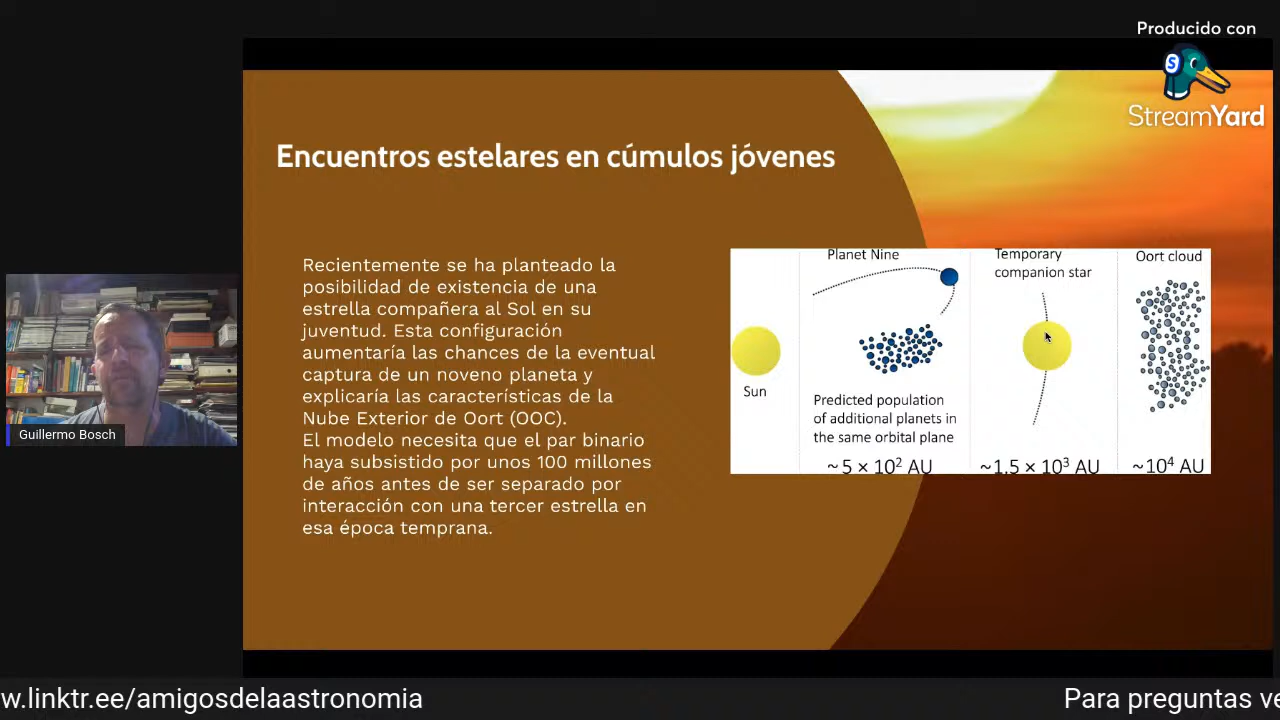 Producido con
StreamYard
Encuentros estelares en cúmulos jóvenes
Recientemente se ha planteado la
posibilidad de existencia de una
estrella compañera al Sol en su
juventud. Esta configuración
aumentaría las chances de la eventual
captura de un noveno planeta y
explicaría las características de la
Nube Exterior de Oort (OOC).
El modelo necesita que el par binario
haya subsistido por unos 100 millones
de años antes de ser separado por
interacción con una tercer estrella en
esa época temprana.
Planet Nine
Temporary
companion star
Oort cloud
Sun
Predicted population
of additional planets in
the same orbital plane
~ 5 × 10² AU
~1.5 × 10³ AU
~10⁴ AU
Guillermo Bosch
w.linktr.ee/amigosdelaastronomia
Para preguntas ve